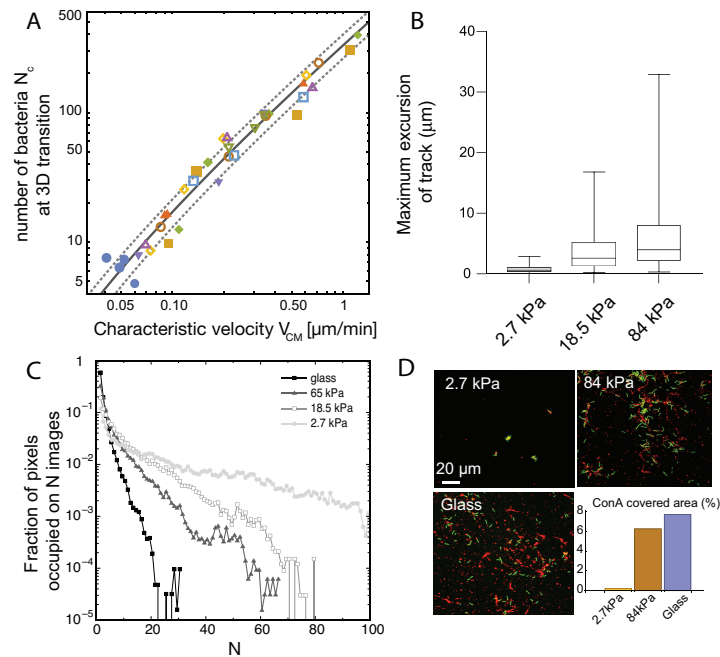 A
500
100
50
10
5
number of bacteria Nc
at 3D transition
0.05
0.10
0.50
1
Characteristic velocity VCM [µm/min]
B
40
30
20
10
0
Maximum excursion
of track (µm)
2.7 kPa
18.5 kPa
84 kPa
C
glass
65 kPa
18.5 kPa
2.7 kPa
1
10−1
10−2
10−3
10−4
10−5
Fraction of pixels
occupied on N images
0
20
40
60
80
100
N
D
2.7 kPa
20 µm
84 kPa
Glass
ConA covered area (%)
8
6
4
2
0
2.7kPa
84kPa
Glass